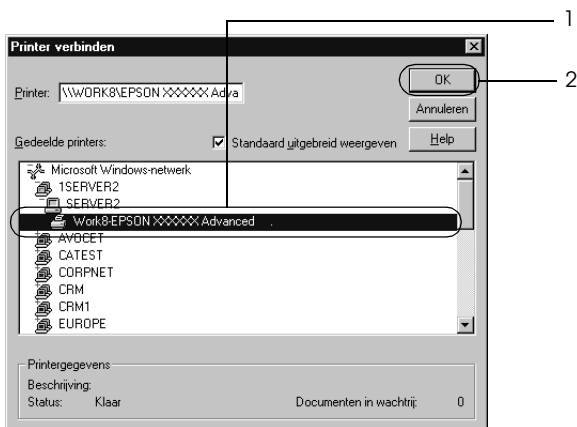 1
Printer verbinden
Printer: \\WORK8\EPSON XXXXXX Adva
OK
2
Annuleren
Gedeelde printers:
Standaard uitgebreid weergeven
Help
Microsoft Windows-netwerk
1SERVER2
SERVER2
Work8-EPSON XXXXXX Advanced .
AVOCET
CATEST
CORPNET
CRM
CRM1
EUROPE
Printergegevens
Beschrijving:
Status: Klaar Documenten in wachtrij: 0